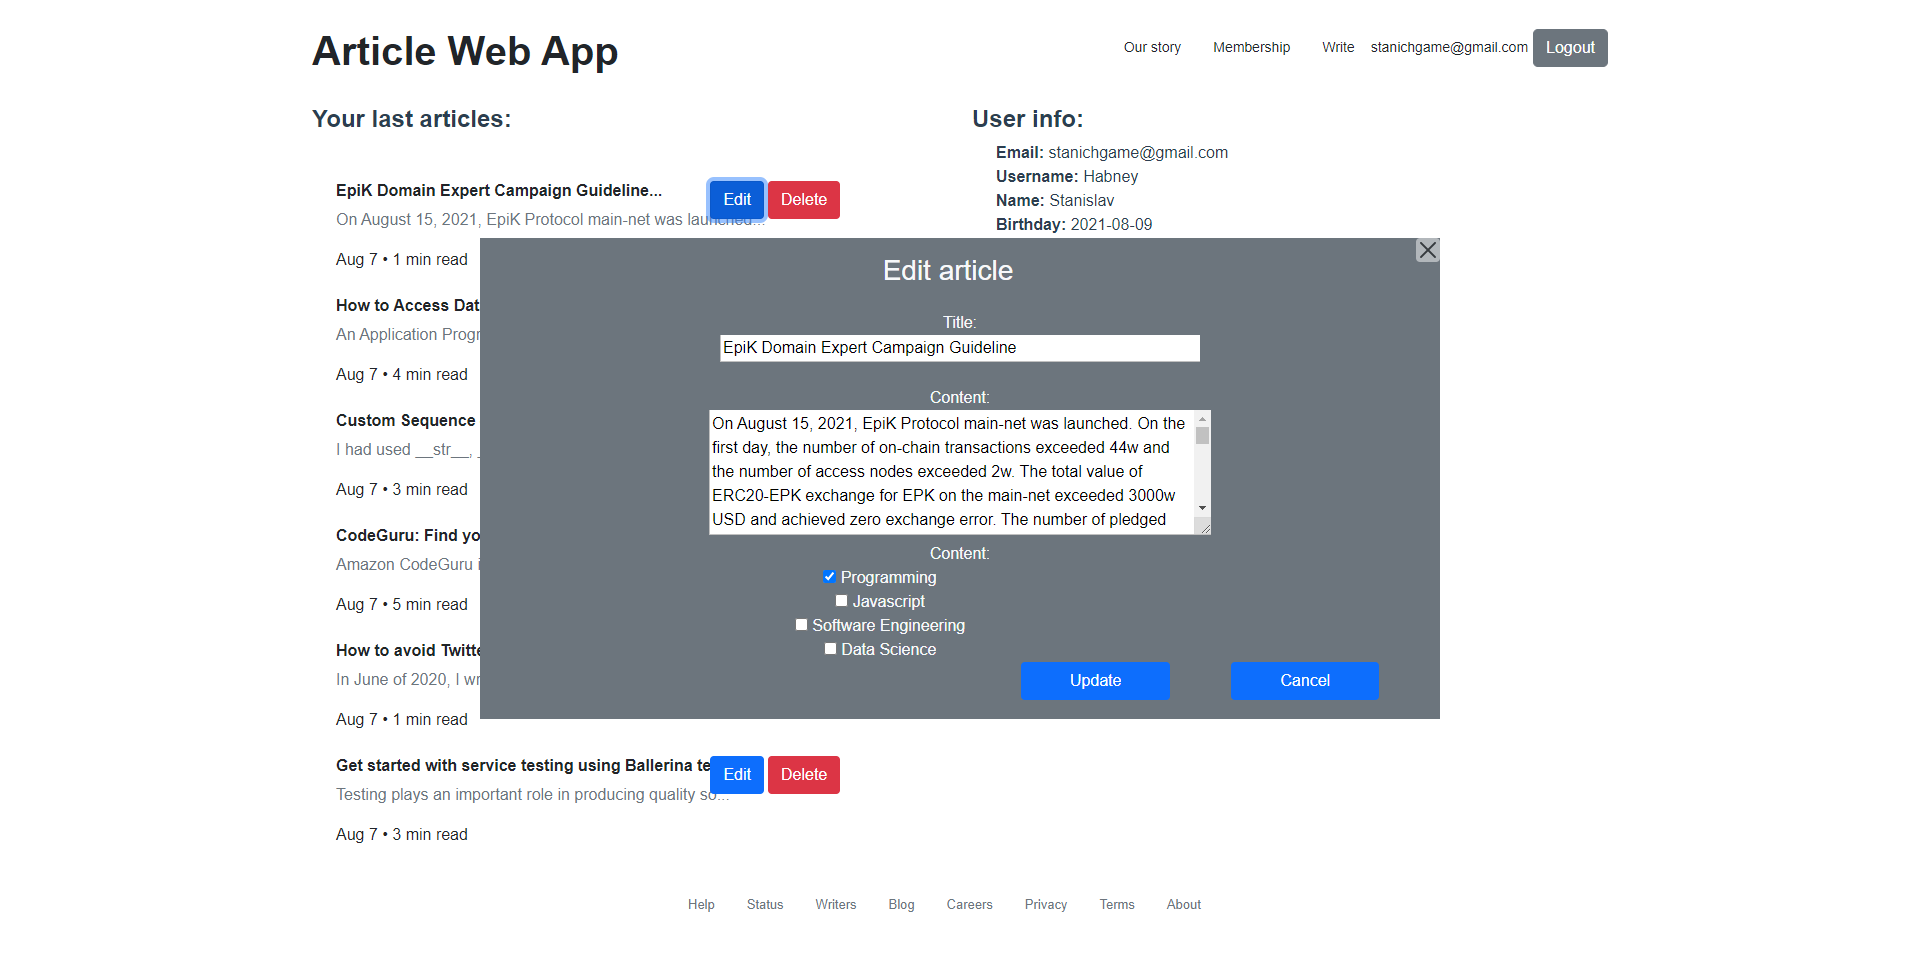 Article Web App
Our story Membership Write stanichgame@gmail.com Logout
Your last articles:
EpiK Domain Expert Campaign Guideline...
On August 15, 2021, EpiK Protocol main-net was launched...
Edit Delete
Aug 7 • 1 min read
How to Access Dat
An Application Progr
Aug 7 • 4 min read
Custom Sequence
I had used __str__, _
Aug 7 • 3 min read
CodeGuru: Find yo
Amazon CodeGuru i
Aug 7 • 5 min read
How to avoid Twitte
In June of 2020, I wr
Aug 7 • 1 min read
Get started with service testing using Ballerina te
Testing plays an important role in producing quality so...
Edit Delete
Aug 7 • 3 min read
User info:
Email: stanichgame@gmail.com
Username: Habney
Name: Stanislav
Birthday: 2021-08-09
Edit article
Title:
EpiK Domain Expert Campaign Guideline
Content:
On August 15, 2021, EpiK Protocol main-net was launched. On the
first day, the number of on-chain transactions exceeded 44w and
the number of access nodes exceeded 2w. The total value of
ERC20-EPK exchange for EPK on the main-net exceeded 3000w
USD and achieved zero exchange error. The number of pledged
Content:
Programming
Javascript
Software Engineering
Data Science
Update Cancel
Help Status Writers Blog Careers Privacy Terms About